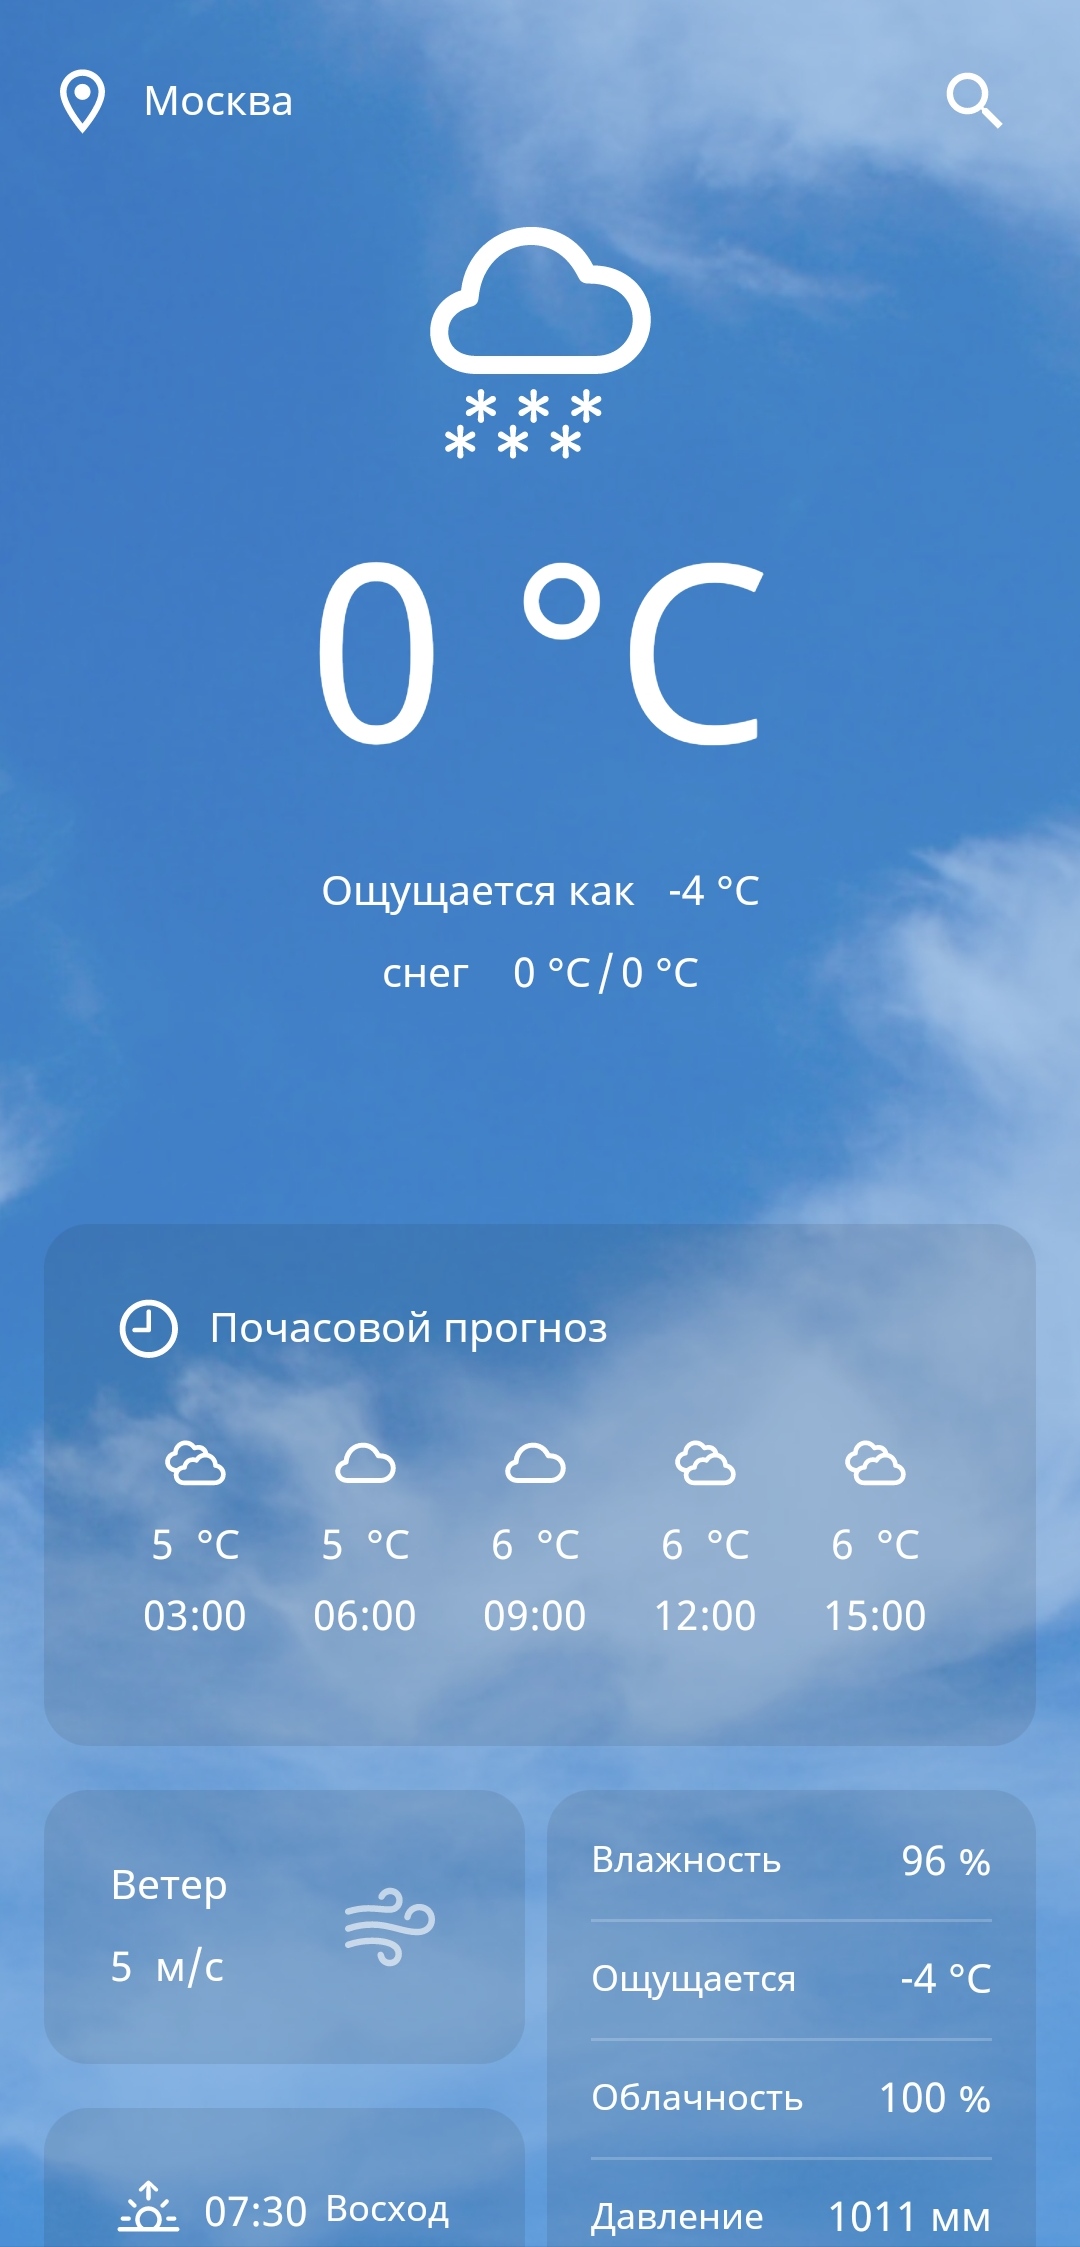 Москва
0 °C
Ощущается как -4 °C
снег 0 °C/0 °C
Почасовой прогноз
5 °C 5 °C 6 °C 6 °C 6 °C
03:00 06:00 09:00 12:00 15:00
Ветер
5 м/с
07:30 Восход
Влажность 96 %
Ощущается -4 °C
Облачность 100 %
Давление 1011 мм